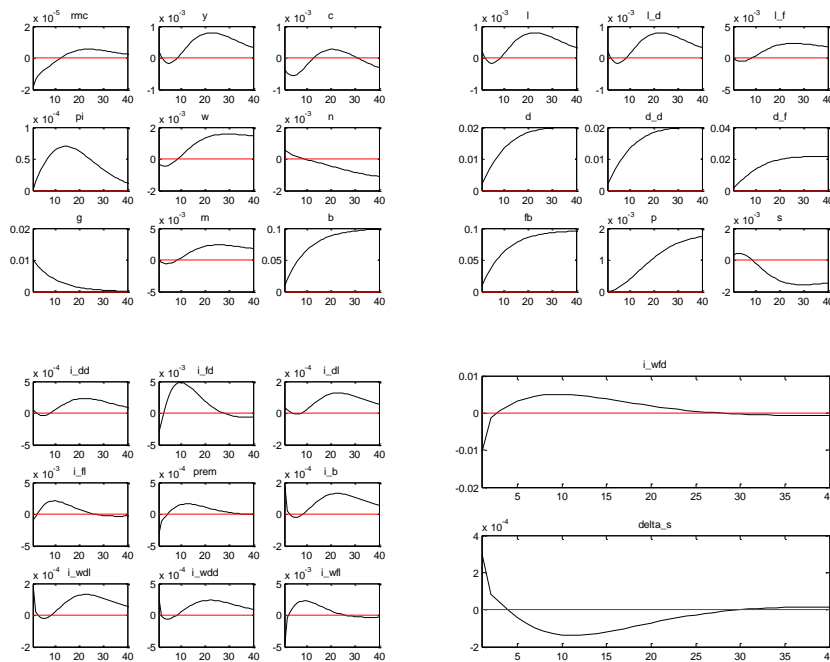 rmc y c
x 10^-5 x 10^-3 x 10^-3
2 1 1
0 0 0
-2 -1 -1
10 20 30 40 10 20 30 40 10 20 30 40
pi w n
x 10^-4 x 10^-3 x 10^-3
1 2 2
0.5 0 0
0 -2 -2
10 20 30 40 10 20 30 40 10 20 30 40
g m b
x 10^-3
0.02 5 0.1
0.01 0 0.05
0 -5 0
10 20 30 40 10 20 30 40 10 20 30 40
l l_d l_f
x 10^-3 x 10^-3 x 10^-3
1 1 5
0 0 0
-1 -1 -5
10 20 30 40 10 20 30 40 10 20 30 40
d d_d d_f
0.02 0.02 0.04
0.01 0.01 0.02
0 0 0
10 20 30 40 10 20 30 40 10 20 30 40
fb p s
x 10^-3 x 10^-3
0.1 2 2
0.05 1 0
0 0 -2
10 20 30 40 10 20 30 40 10 20 30 40
i_dd i_fd i_dl
x 10^-4 x 10^-3 x 10^-4
5 5 2
0 0 0
-5 -5 -2
10 20 30 40 10 20 30 40 10 20 30 40
i_fl prem i_b
x 10^-3 x 10^-4 x 10^-4
5 5 2
0 0 0
-5 -5 -2
10 20 30 40 10 20 30 40 10 20 30 40
i_wdl i_wdd i_wfl
x 10^-4 x 10^-4 x 10^-3
2 5 5
0 0 0
-2 -5 -5
10 20 30 40 10 20 30 40 10 20 30 40
i_wfd
0.01
0
-0.01
-0.02
5 10 15 20 25 30 35 40
delta_s
x 10^-4
4
2
0
-2
5 10 15 20 25 30 35 40